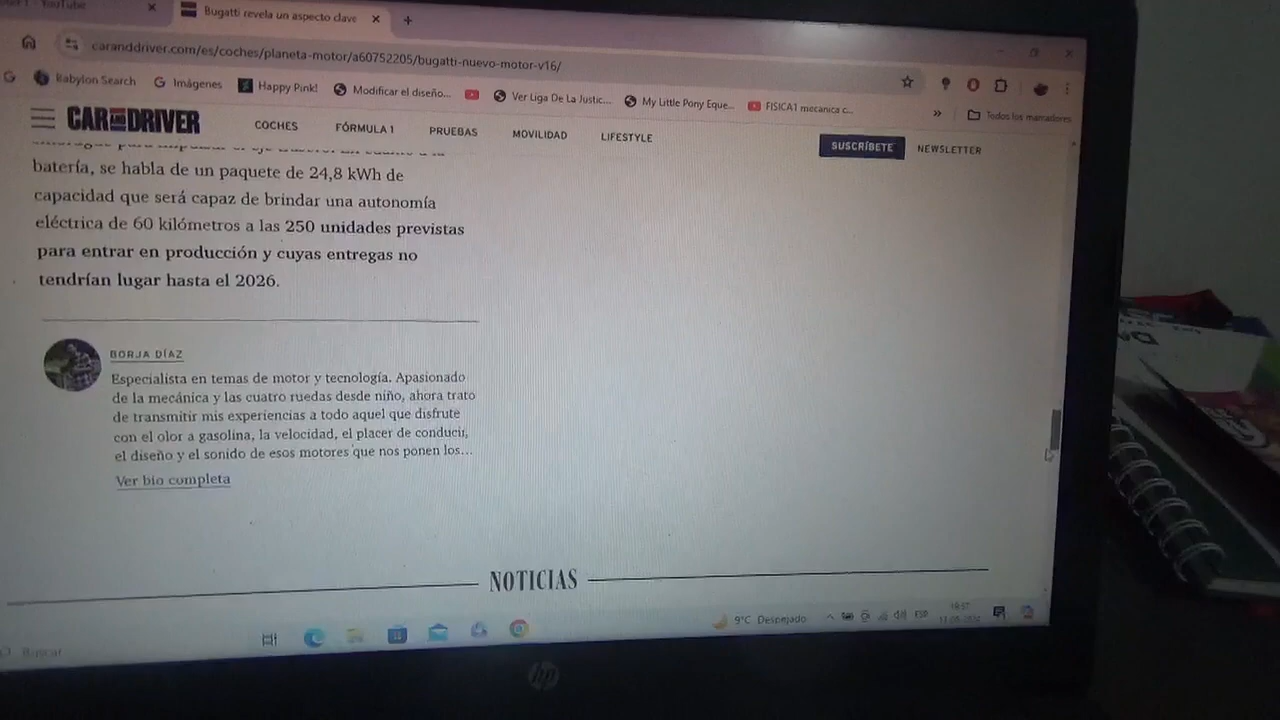 YouTube
Bugatti revela un aspecto clave
caranddriver.com/es/coches/planeta-motor/a60752205/bugatti-nuevo-motor-v16/
Babylon Search
Imágenes
Happy Pink!
Modificar el diseño...
Ver Liga De La Justic...
My Little Pony Eque...
FISICA1 mecanica c...
»
Todos los marcadores
CAR AND DRIVER
COCHES
FÓRMULA 1
PRUEBAS
MOVILIDAD
LIFESTYLE
SUSCRÍBETE
NEWSLETTER
batería, se habla de un paquete de 24,8 kWh de
capacidad que será capaz de brindar una autonomía
eléctrica de 60 kilómetros a las 250 unidades previstas
para entrar en producción y cuyas entregas no
tendrían lugar hasta el 2026.
BORJA DÍAZ
Especialista en temas de motor y tecnología. Apasionado
de la mecánica y las cuatro ruedas desde niño, ahora trato
de transmitir mis experiencias a todo aquel que disfrute
con el olor a gasolina, la velocidad, el placer de conducir,
el diseño y el sonido de esos motores que nos ponen los...
Ver bio completa
NOTICIAS
Buscar
9°C Despejado
ESP
hp